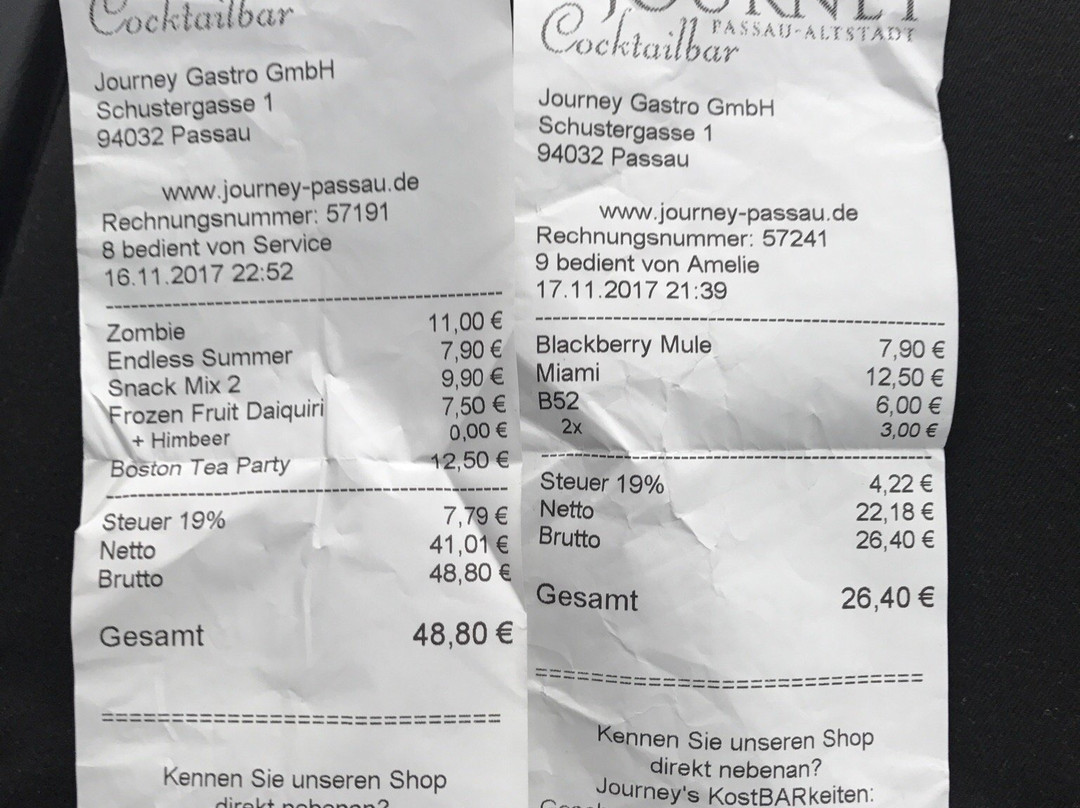 Cocktailbar
Journey Gastro GmbH
Schustergasse 1
94032 Passau
www.journey-passau.de
Rechnungsnummer: 57191
8 bedient von Service
16.11.2017 22:52
Zombie 11,00 €
Endless Summer 7,90 €
Snack Mix 2 9,90 €
Frozen Fruit Daiquiri 7,50 €
+ Himbeer 0,00 €
Boston Tea Party 12,50 €
Steuer 19% 7,79 €
Netto 41,01 €
Brutto 48,80 €
Gesamt 48,80 €
============================
Kennen Sie unseren Shop
direkt nebenan?
JOURNEY
PASSAU-ALTSTADT
Cocktailbar
Journey Gastro GmbH
Schustergasse 1
94032 Passau
www.journey-passau.de
Rechnungsnummer: 57241
9 bedient von Amelie
17.11.2017 21:39
Blackberry Mule 7,90 €
Miami 12,50 €
B52 6,00 €
2x 3,00 €
Steuer 19% 4,22 €
Netto 22,18 €
Brutto 26,40 €
Gesamt 26,40 €
============================
Kennen Sie unseren Shop
direkt nebenan?
Journey's KostBARkeiten: